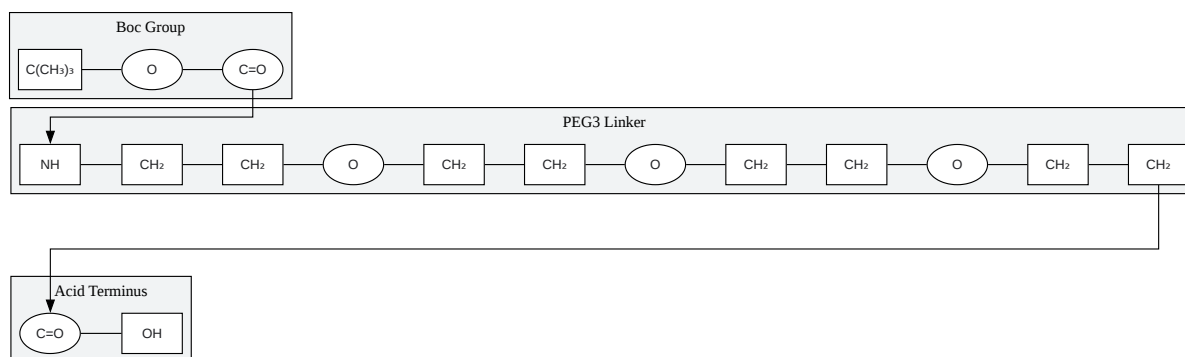 Boc Group
C(CH₃)₃ O C=O
PEG3 Linker
NH CH₂ CH₂ O CH₂ CH₂ O CH₂ CH₂ O CH₂ CH₂
Acid Terminus
C=O OH